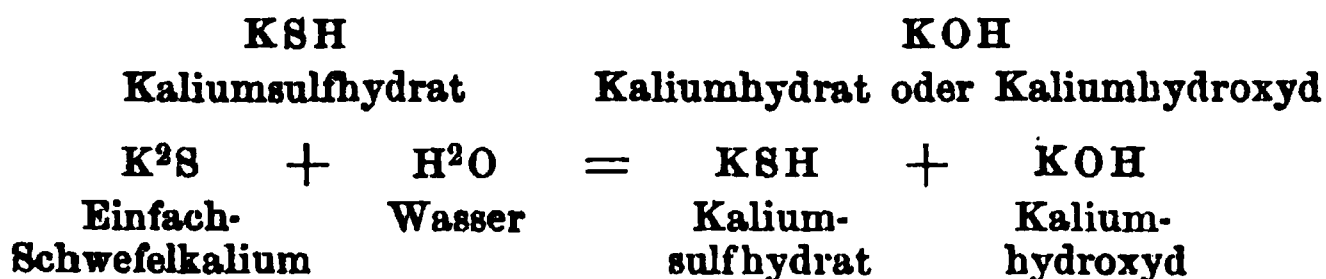 KSH KOH
Kaliumsulfhydrat Kaliumhydrat oder Kaliumhydroxyd
K²S + H²O = KSH + KOH
Einfach- Wasser Kalium- Kalium-
Schwefelkalium sulfhydrat hydroxyd